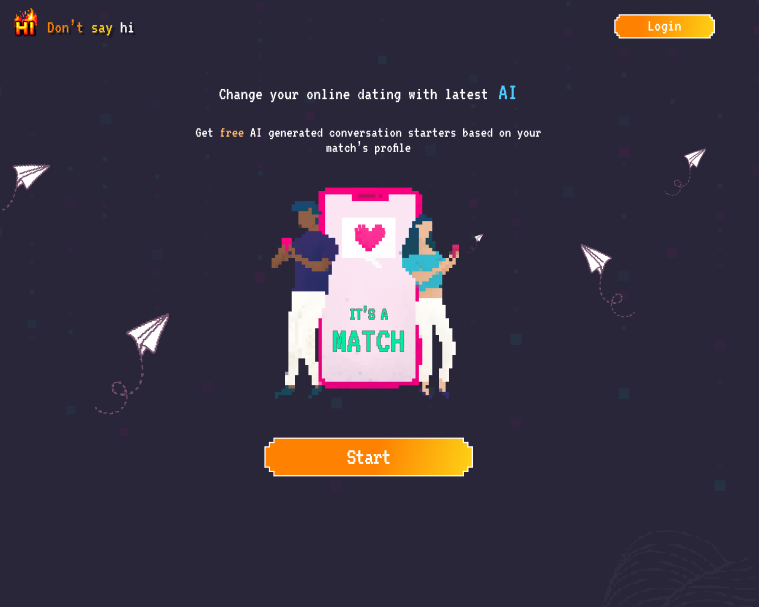 HI Don't say hi
Login
Change your online dating with latest AI
Get free AI generated conversation starters based on your
match's profile
IT'S A
MATCH
Start